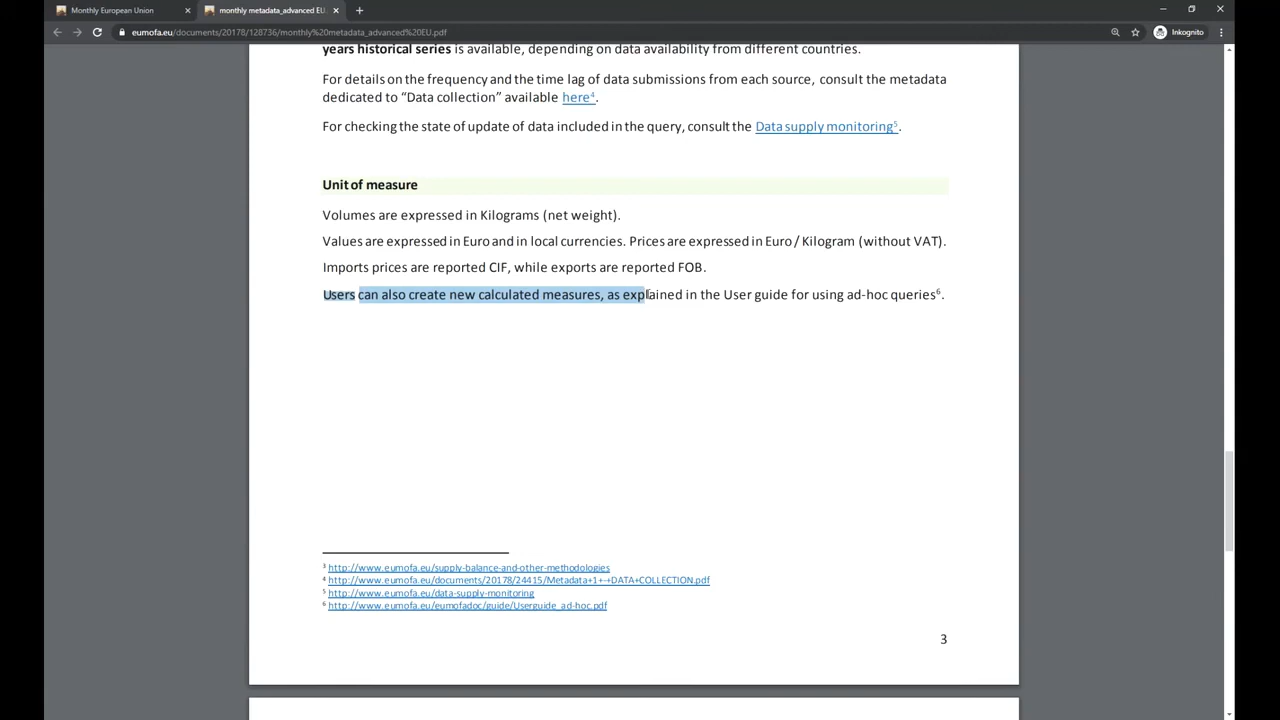 Monthly European Union
monthly metadata_advanced EU.
eumofa.eu/documents/20178/128736/monthly%20metadata_advanced%20EU.pdf
Inkognito
years historical series is available, depending on data availability from different countries.
For details on the frequency and the time lag of data submissions from each source, consult the metadata
dedicated to “Data collection” available here⁴.
For checking the state of update of data included in the query, consult the Data supply monitoring⁵.
Unit of measure
Volumes are expressed in Kilograms (net weight).
Values are expressed in Euro and in local currencies. Prices are expressed in Euro / Kilogram (without VAT).
Imports prices are reported CIF, while exports are reported FOB.
Users can also create new calculated measures, as explained in the User guide for using ad-hoc queries⁶.
³ http://www.eumofa.eu/supply-balance-and-other-methodologies
⁴ http://www.eumofa.eu/documents/20178/24415/Metadata+1+-+DATA+COLLECTION.pdf
⁵ http://www.eumofa.eu/data-supply-monitoring
⁶ http://www.eumofa.eu/eumofadoc/guide/Userguide_ad-hoc.pdf
3